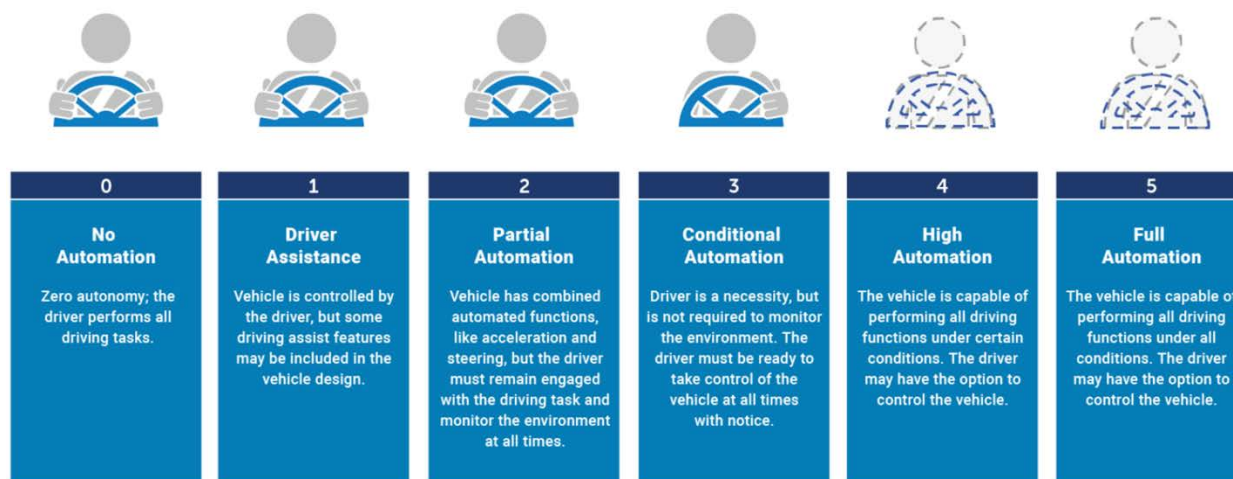 0
No
Automation
Zero autonomy; the
driver performs all
driving tasks.
1
Driver
Assistance
Vehicle is controlled by
the driver, but some
driving assist features
may be included in the
vehicle design.
2
Partial
Automation
Vehicle has combined
automated functions,
like acceleration and
steering, but the driver
must remain engaged
with the driving task and
monitor the environment
at all times.
3
Conditional
Automation
Driver is a necessity, but
is not required to monitor
the environment. The
driver must be ready to
take control of the
vehicle at all times
with notice.
4
High
Automation
The vehicle is capable of
performing all driving
functions under certain
conditions. The driver
may have the option to
control the vehicle.
5
Full
Automation
The vehicle is capable of
performing all driving
functions under all
conditions. The driver
may have the option to
control the vehicle.